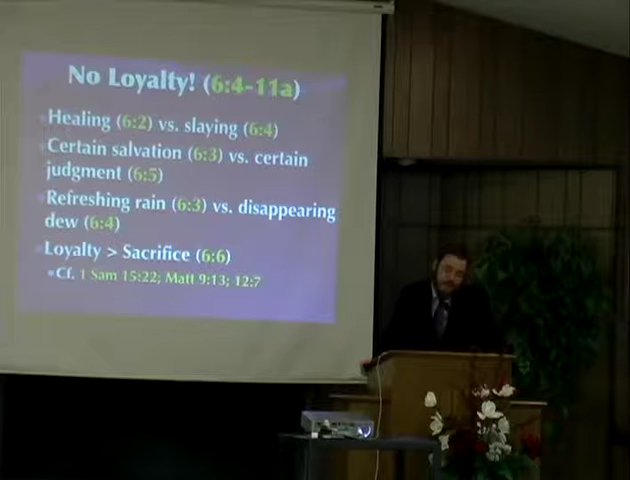 No Loyalty! (6:4-11a)
Healing (6:2) vs. slaying (6:4)
Certain salvation (6:3) vs. certain
judgment (6:5)
Refreshing rain (6:3) vs. disappearing
dew (6:4)
Loyalty > Sacrifice (6:6)
Cf. 1 Sam 15:22; Matt 9:13; 12:7